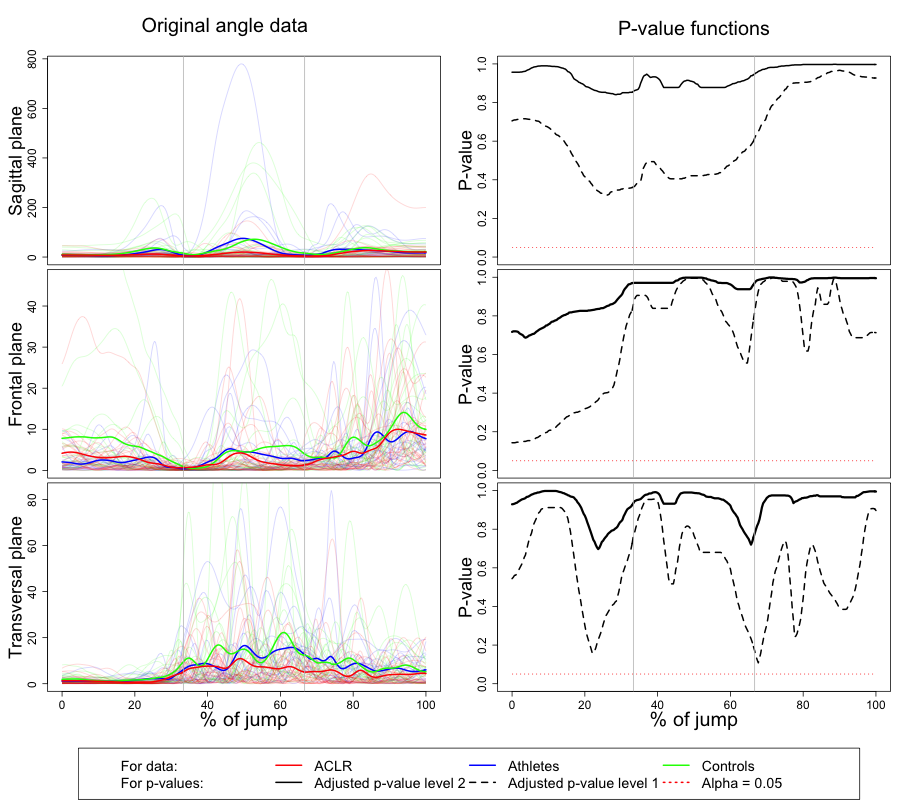 Original angle data
P-value functions
Sagittal plane
0 200 400 600 800
P-value
0.0 0.2 0.4 0.6 0.8 1.0
Frontal plane
0 10 20 30 40
P-value
0.0 0.2 0.4 0.6 0.8 1.0
Transversal plane
0 20 40 60 80
P-value
0.0 0.2 0.4 0.6 0.8 1.0
0 20 40 60 80 100
0 20 40 60 80 100
% of jump
% of jump
For data: ACLR Athletes Controls
For p-values: Adjusted p-value level 2 Adjusted p-value level 1 Alpha = 0.05